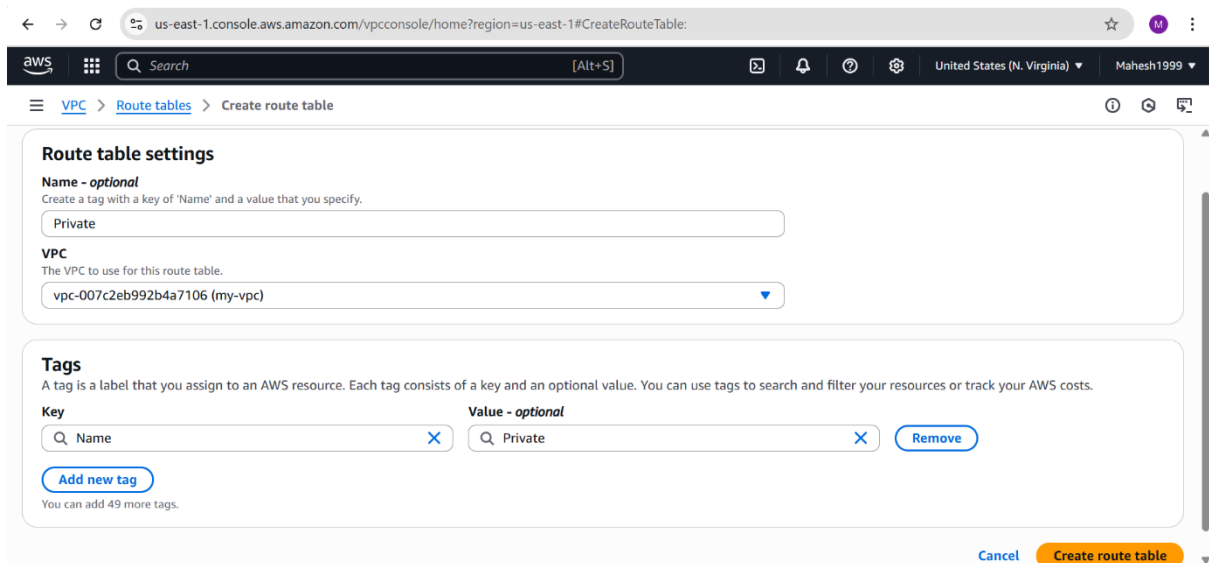 us-east-1.console.aws.amazon.com/vpcconsole/home?region=us-east-1#CreateRouteTable:
M
aws Search [Alt+S] United States (N. Virginia) Mahesh1999
VPC > Route tables > Create route table
Route table settings
Name - optional
Create a tag with a key of 'Name' and a value that you specify.
Private
VPC
The VPC to use for this route table.
vpc-007c2eb992b4a7106 (my-vpc)
Tags
A tag is a label that you assign to an AWS resource. Each tag consists of a key and an optional value. You can use tags to search and filter your resources or track your AWS costs.
Key Value - optional
Name Private Remove
Add new tag
You can add 49 more tags.
Cancel Create route table